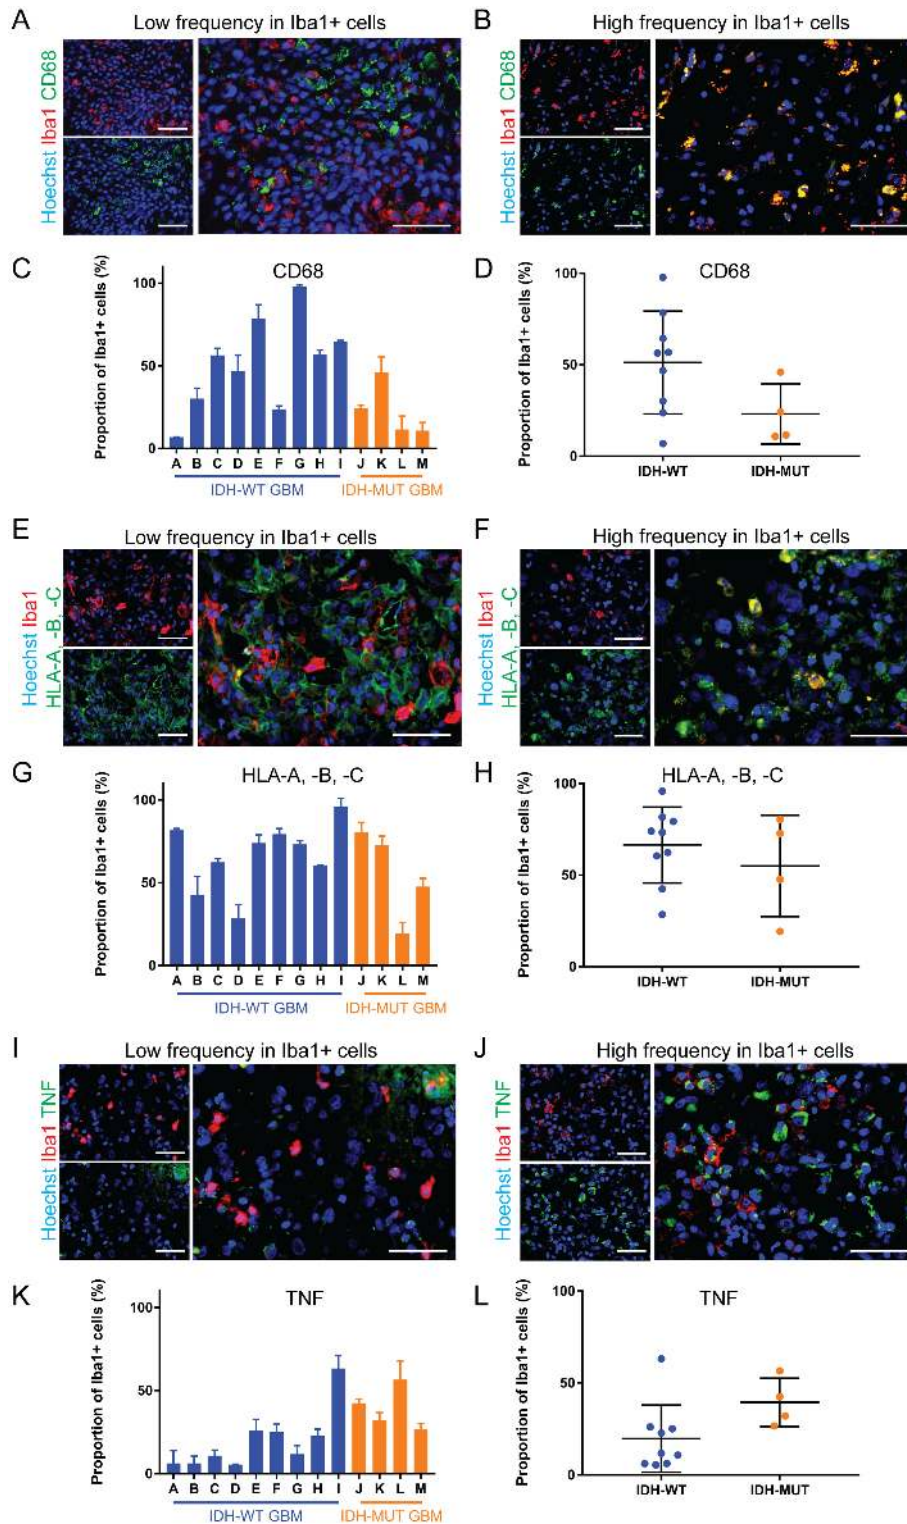 A
Low frequency in Iba1+ cells
Hoechst Iba1 CD68
B
High frequency in Iba1+ cells
Hoechst Iba1 CD68
C
CD68
Proportion of Iba1+ cells (%)
100
50
0
A B C D E F G H I J K L M
IDH-WT GBM IDH-MUT GBM
D
CD68
Proportion of Iba1+ cells (%)
100
50
0
IDH-WT IDH-MUT
E
Low frequency in Iba1+ cells
Hoechst Iba1
HLA-A, -B, -C
F
High frequency in Iba1+ cells
Hoechst Iba1
HLA-A, -B, -C
G
HLA-A, -B, -C
Proportion of Iba1+ cells (%)
100
50
0
A B C D E F G H I J K L M
IDH-WT GBM IDH-MUT GBM
H
HLA-A, -B, -C
Proportion of Iba1+ cells (%)
100
50
0
IDH-WT IDH-MUT
I
Low frequency in Iba1+ cells
Hoechst Iba1 TNF
J
High frequency in Iba1+ cells
Hoechst Iba1 TNF
K
TNF
Proportion of Iba1+ cells (%)
100
50
0
A B C D E F G H I J K L M
IDH-WT GBM IDH-MUT GBM
L
TNF
Proportion of Iba1+ cells (%)
100
50
0
IDH-WT IDH-MUT